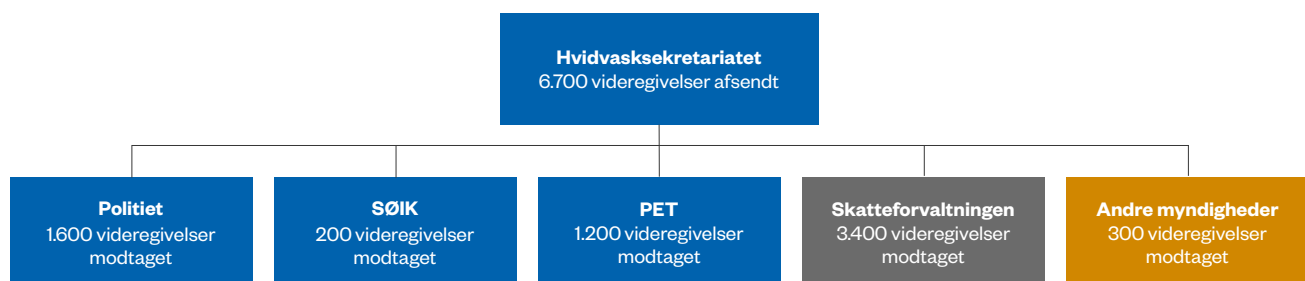 Hvidvasksekretariatet
6.700 videregivelser afsendt
Politiet
1.600 videregivelser
modtaget
SØIK
200 videregivelser
modtaget
PET
1.200 videregivelser
modtaget
Skatteforvaltningen
3.400 videregivelser
modtaget
Andre myndigheder
300 videregivelser
modtaget